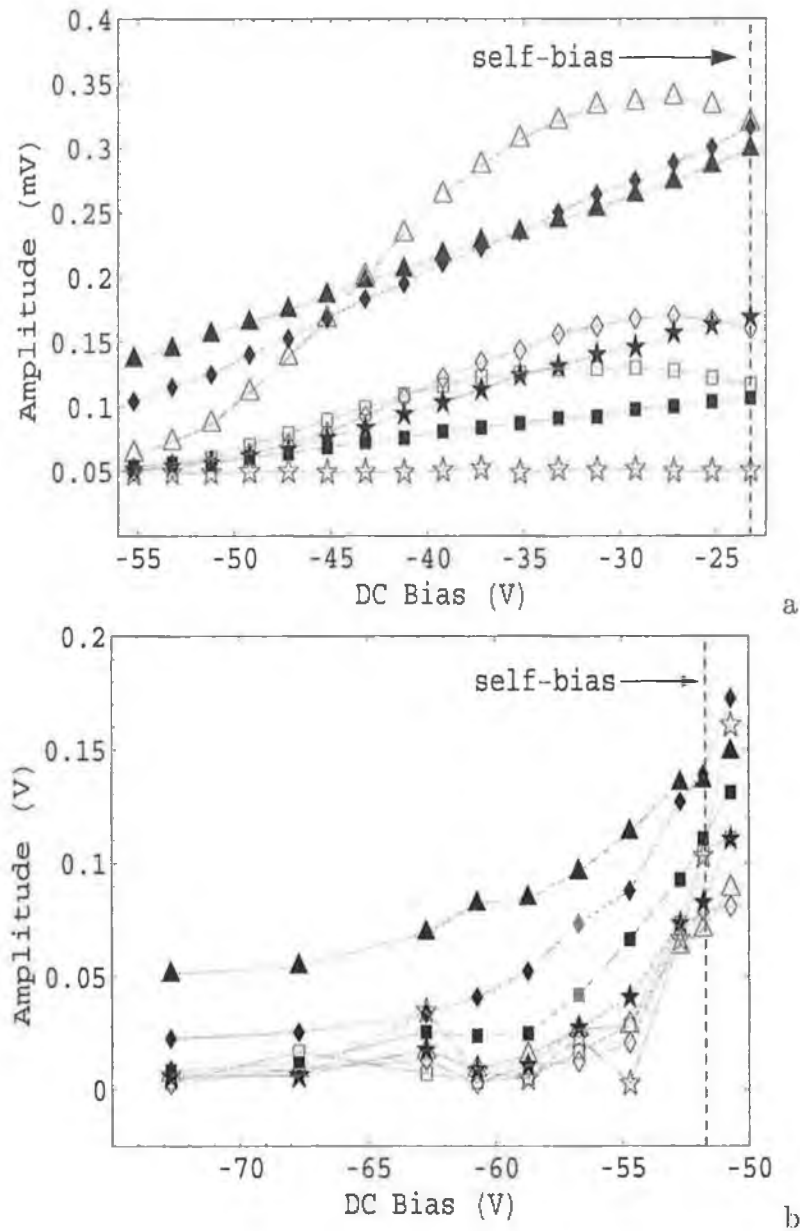 0.4
self-bias
0.35
0.3
0.25
0.2
0.15
0.1
0.05
Amplitude (mV)
-55 -50 -45 -40 -35 -30 -25
DC Bias (V)
a
0.2
self-bias
0.15
0.1
0.05
0
Amplitude (V)
-70 -65 -60 -55 -50
DC Bias (V)
b